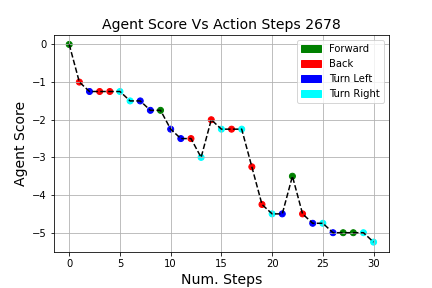 Agent Score Vs Action Steps 2678
Agent Score
0
−1
−2
−3
−4
−5
Forward
Back
Turn Left
Turn Right
0 5 10 15 20 25 30
Num. Steps